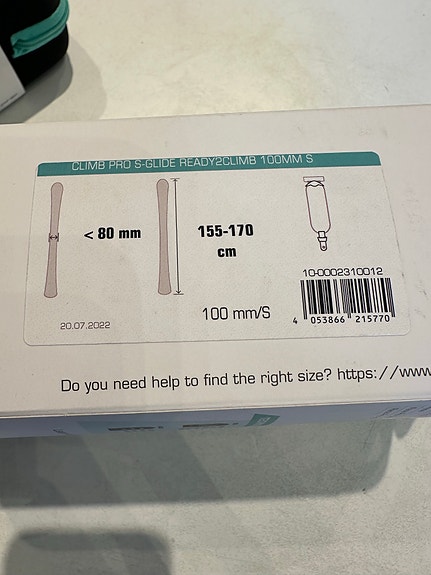 CLIMB PRO S-GLIDE READY2CLIMB 100MM S
< 80 mm
155-170
cm
10-0002310012
100 mm/S
4 053866 215770
20.07.2022
Do you need help to find the right size? https://www